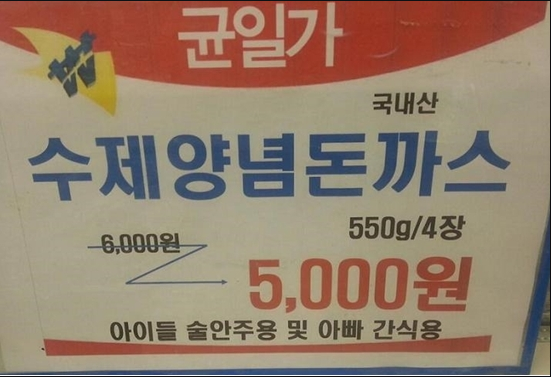 균일가
₩
국내산
수제양념돈까스
550g/4장
6,000원
5,000원
아이들 술안주용 및 아빠 간식용